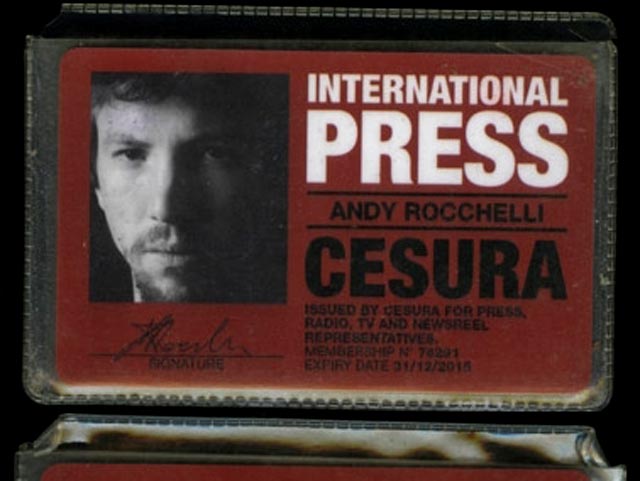 INTERNATIONAL
PRESS
ANDY ROCCHELLI
CESURA
ISSUED BY CESURA FOR PRESS,
RADIO, TV AND NEWSREEL
REPRESENTATIVES.
MEMBERSHIP N° 76291
EXPIRY DATE 31/12/2015
SIGNATURE